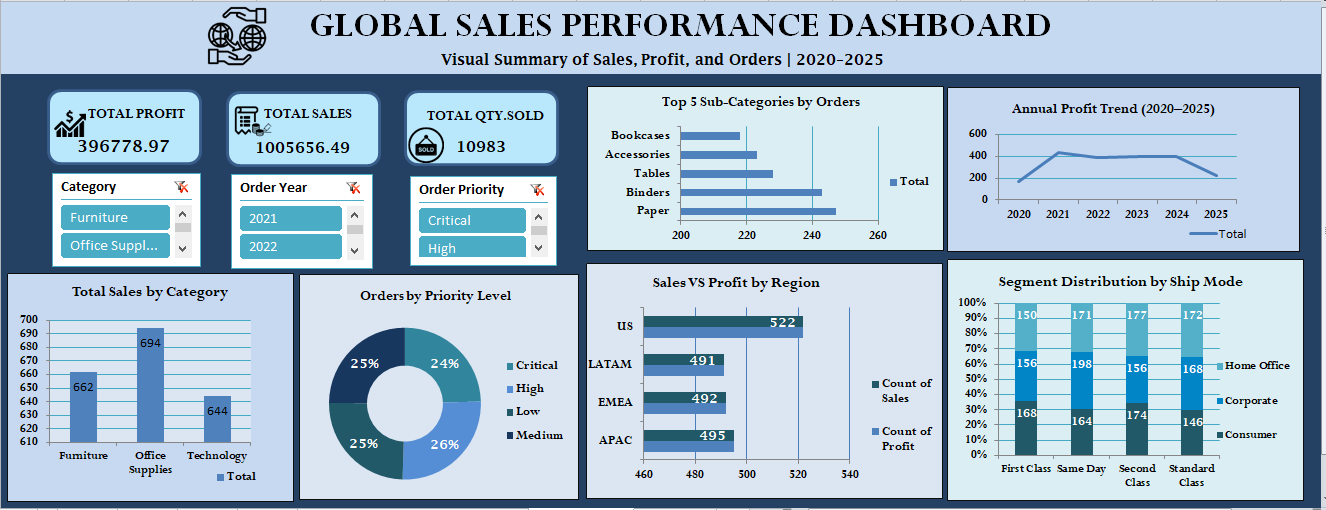 GLOBAL SALES PERFORMANCE DASHBOARD
Visual Summary of Sales, Profit, and Orders | 2020-2025
TOTAL PROFIT
396778.97
TOTAL SALES
1005656.49
TOTAL QTY.SOLD
SOLD
10983
Category
Furniture
Office Suppl...
Order Year
2021
2022
Order Priority
Critical
High
Top 5 Sub-Categories by Orders
Bookcases
Accessories
Tables
Binders
Paper
200 220 240 260
Total
Annual Profit Trend (2020–2025)
600
400
200
0
2020 2021 2022 2023 2024 2025
Total
Total Sales by Category
700
690
680
670
660
650
640
630
620
610
662
694
644
Furniture
Office Supplies
Technology
Total
Orders by Priority Level
25%
24%
25%
26%
Critical
High
Low
Medium
Sales VS Profit by Region
US
522
LATAM
491
EMEA
492
APAC
495
460 480 500 520 540
Count of Sales
Count of Profit
Segment Distribution by Ship Mode
100%
90%
80%
70%
60%
50%
40%
30%
20%
10%
0%
150 171 177 172
156 198 156 168
168 164 174 146
First Class
Same Day
Second Class
Standard Class
Home Office
Corporate
Consumer